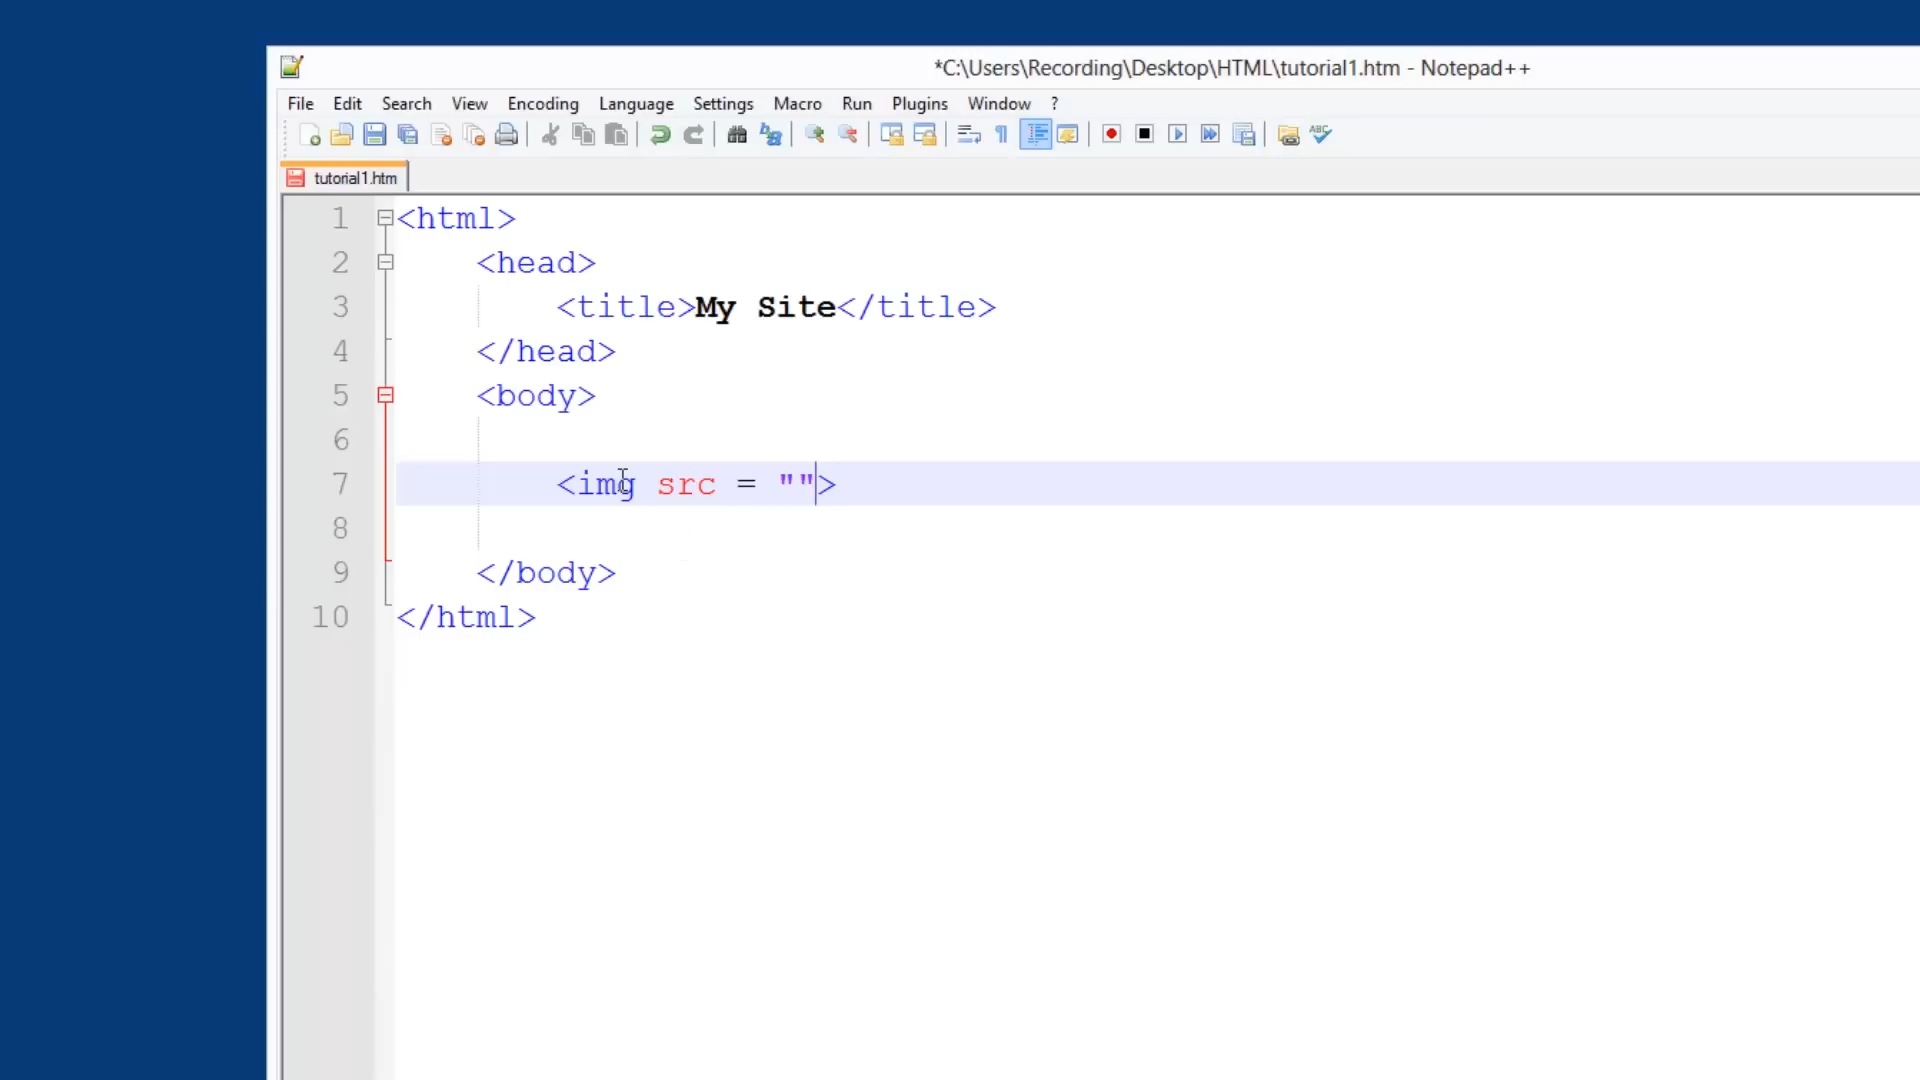 *C:\Users\Recording\Desktop\HTML\tutorial1.htm - Notepad++
File Edit Search View Encoding Language Settings Macro Run Plugins Window ?
tutorial1.htm
1 <html>
2 <head>
3 <title>My Site</title>
4 </head>
5 <body>
6
7 <img src = "">
8
9 </body>
10 </html>